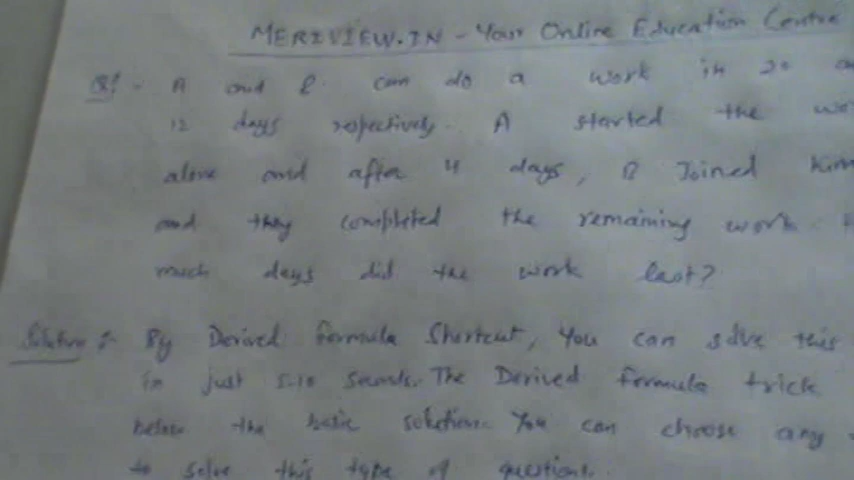 MERIVIEW.IN - Your Online Education Centre
Q1 - A and B can do a work in 20
12 days respectively. A started the
alone and after 4 days, B Joined him
and they completed the remaining work.
much days did the work last?
Solution :- By Derived formula Shortcut, You can solve this
in just 5-10 Seconds. The Derived formula trick
below the basic solution. You can choose any
to solve this type of questions.